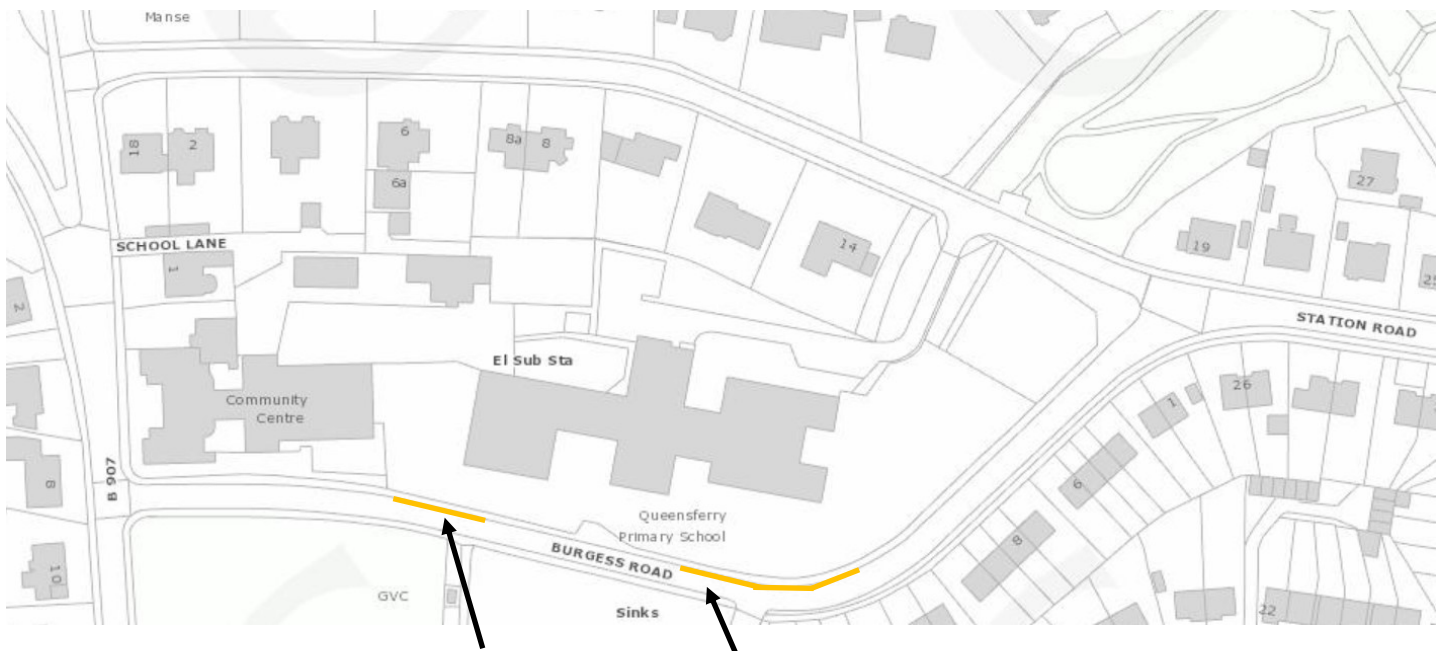 Manse
18
2
6
8a
8
6a
27
SCHOOL LANE
14
19
1
2
25
STATION ROAD
El Sub Sta
Community
Centre
26
1
B 907
8
6
Queensferry
Primary School
8
BURGESS ROAD
10
GVC
Sinks
22